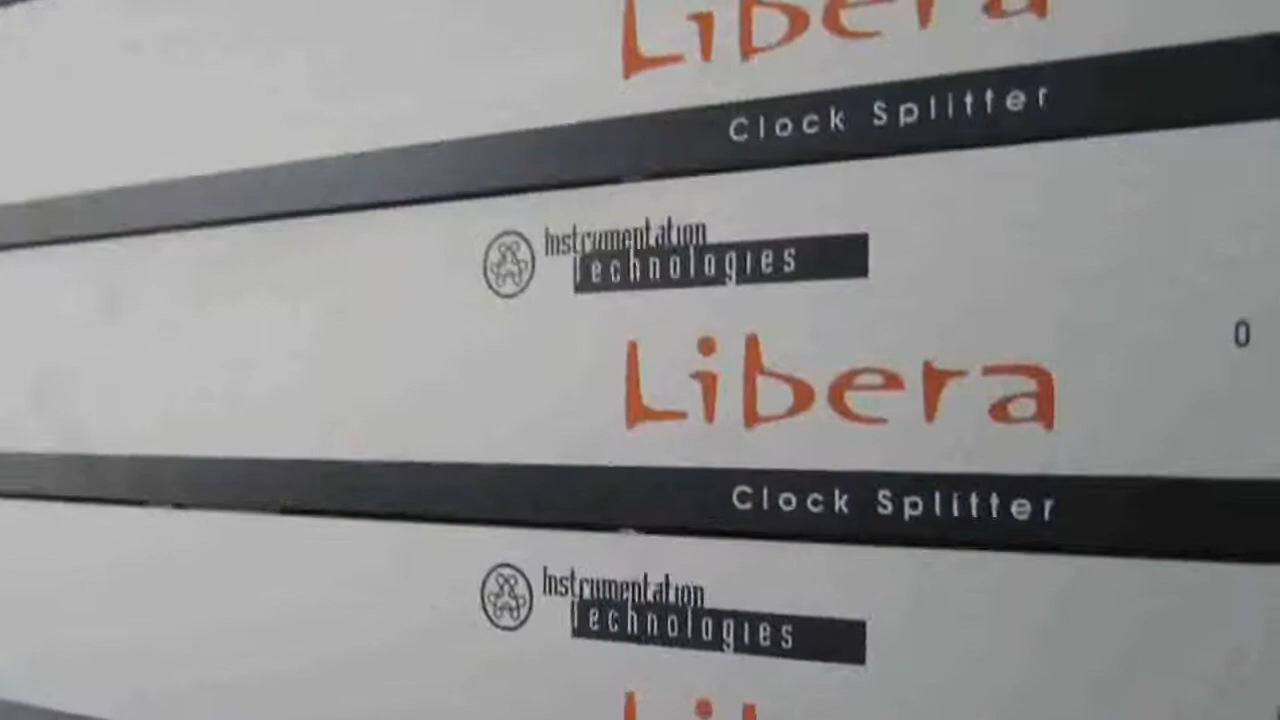 Libera
Clock Splitter
Instrumentation
Technologies
Libera
0
Clock Splitter
Instrumentation
Technologies